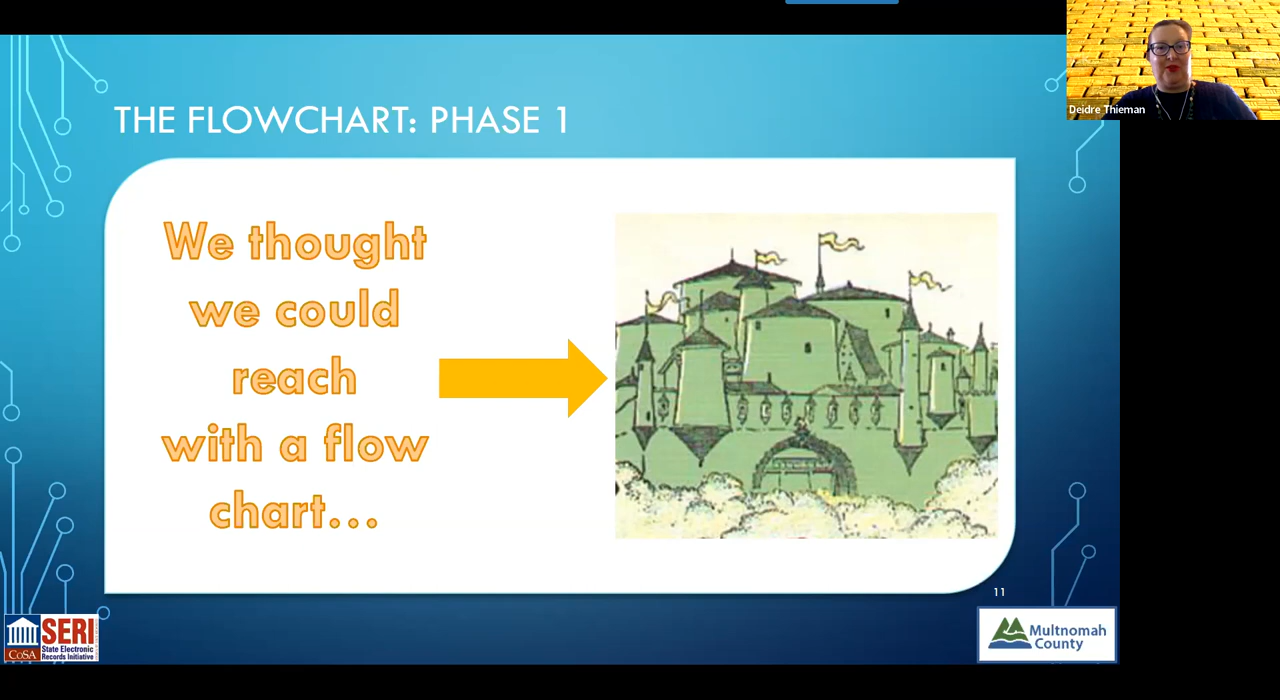 Deidre Thieman
THE FLOWCHART: PHASE 1
We thought
we could
reach
with a flow
chart...
11
CoSA
SERI
State Electronic
Records Initiative
Multnomah
County